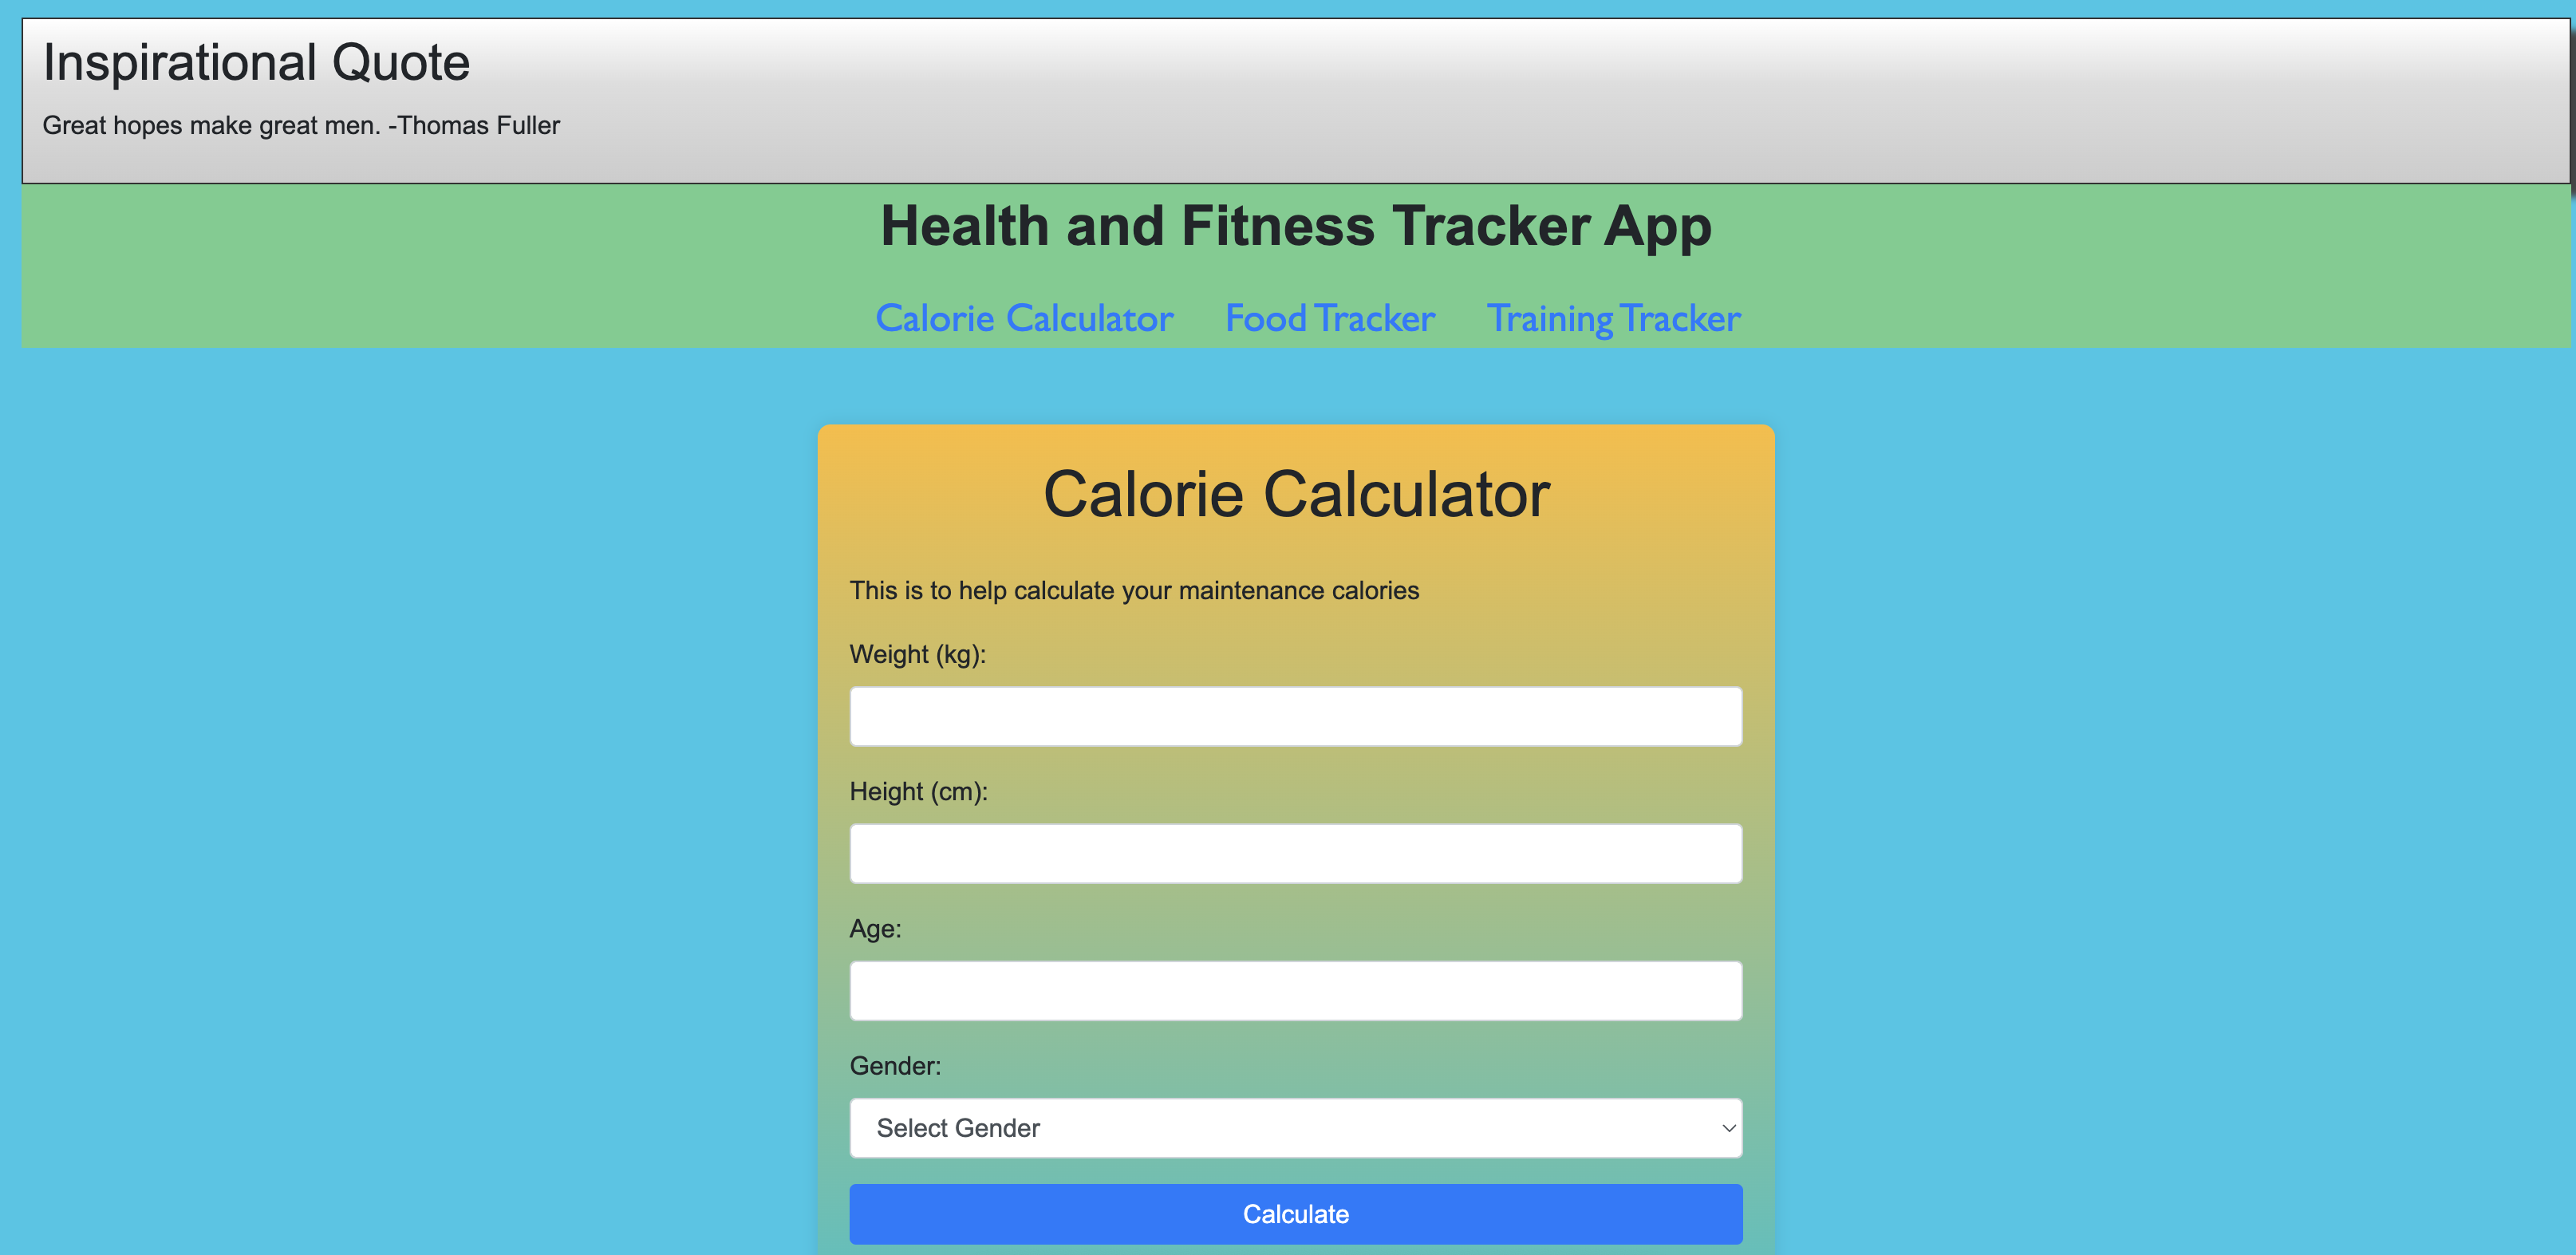 Inspirational Quote
Great hopes make great men. -Thomas Fuller
Health and Fitness Tracker App
Calorie Calculator Food Tracker Training Tracker
Calorie Calculator
This is to help calculate your maintenance calories
Weight (kg):
Height (cm):
Age:
Gender:
Select Gender
Calculate